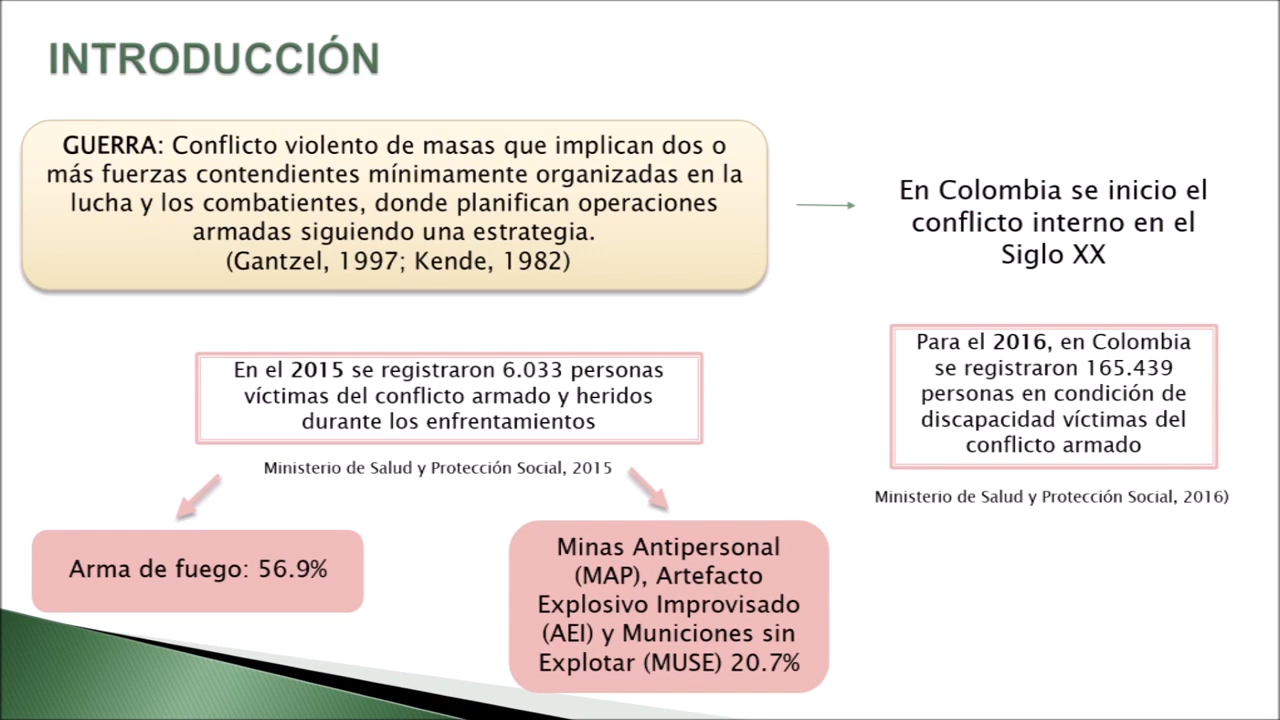 INTRODUCCIÓN
GUERRA: Conflicto violento de masas que implican dos o
más fuerzas contendientes mínimamente organizadas en la
lucha y los combatientes, donde planifican operaciones
armadas siguiendo una estrategia.
(Gantzel, 1997; Kende, 1982)
En Colombia se inicio el
conflicto interno en el
Siglo XX
En el 2015 se registraron 6.033 personas
víctimas del conflicto armado y heridos
durante los enfrentamientos
Ministerio de Salud y Protección Social, 2015
Para el 2016, en Colombia
se registraron 165.439
personas en condición de
discapacidad víctimas del
conflicto armado
Ministerio de Salud y Protección Social, 2016)
Arma de fuego: 56.9%
Minas Antipersonal
(MAP), Artefacto
Explosivo Improvisado
(AEI) y Municiones sin
Explotar (MUSE) 20.7%